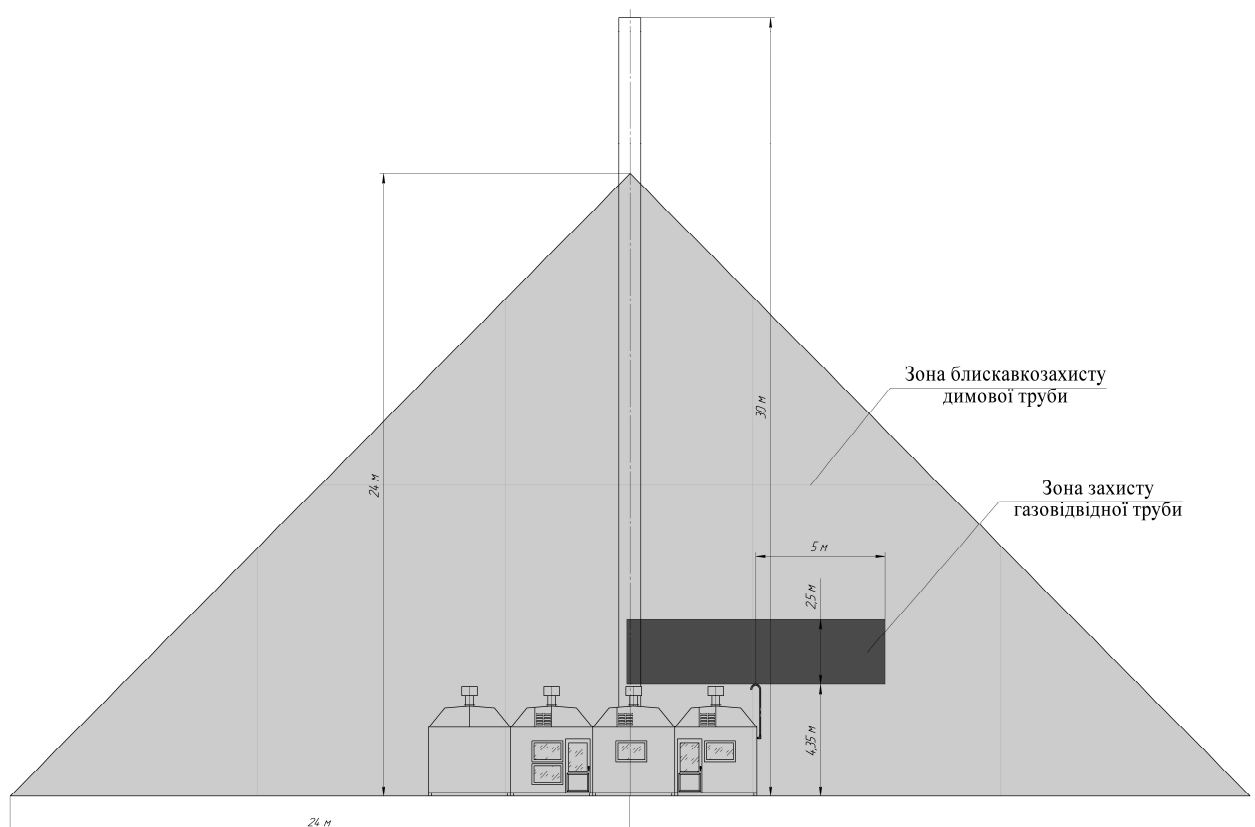 Зона блискавкозахисту
димової труби
30 м
24 м
Зона захисту
газовідвідної труби
5 м
2,5 м
4,35 м
24 м